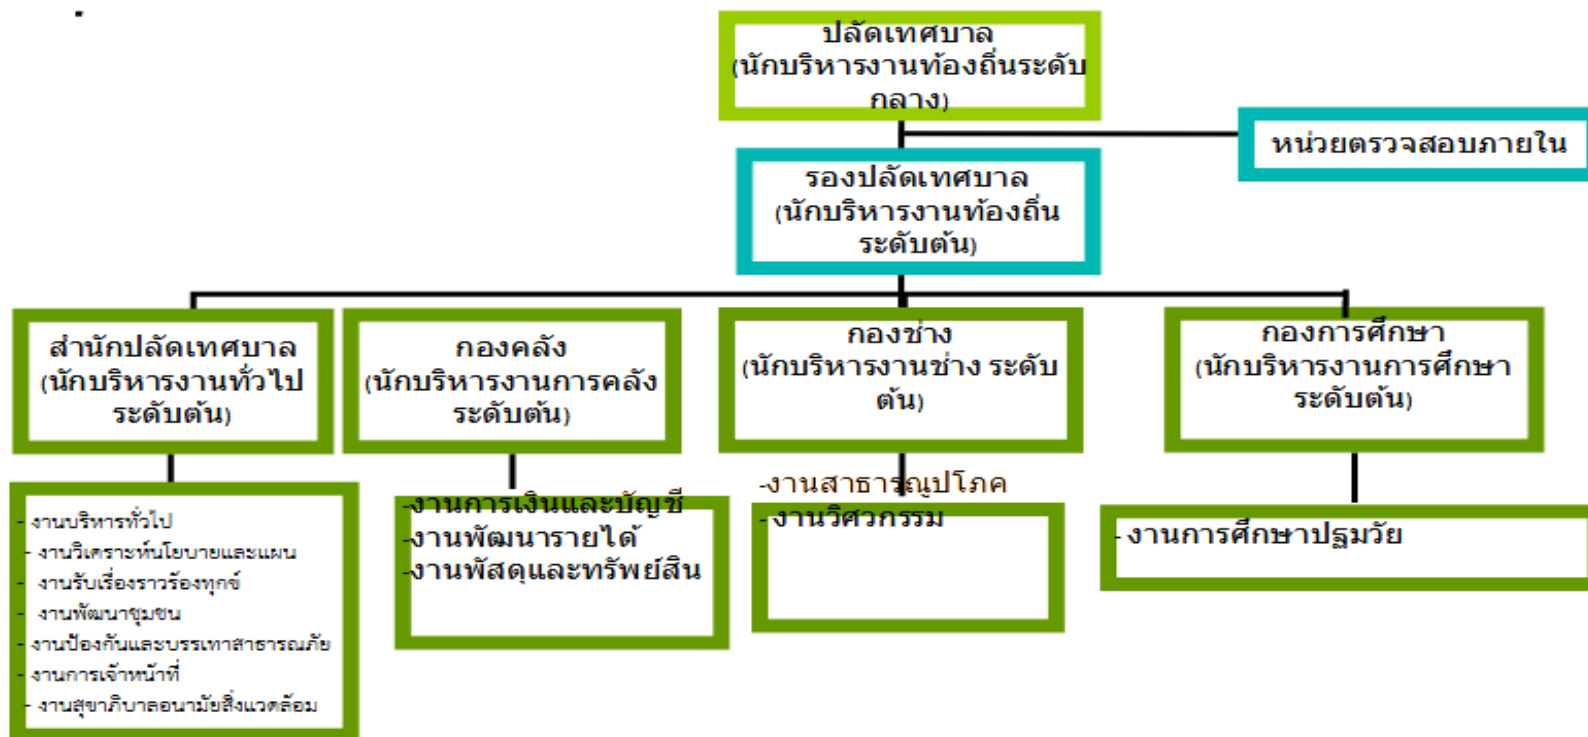 ปลัดเทศบาล
(นักบริหารงานท้องถิ่นระดับ
กลาง)
หน่วยตรวจสอบภายใน
รองปลัดเทศบาล
(นักบริหารงานท้องถิ่น
ระดับต้น)
สำนักปลัดเทศบาล
(นักบริหารงานทั่วไป
ระดับต้น)
กองคลัง
(นักบริหารงานการคลัง
ระดับต้น)
กองช่าง
(นักบริหารงานช่าง ระดับ
ต้น)
กองการศึกษา
(นักบริหารงานการศึกษา
ระดับต้น)
- งานบริหารทั่วไป
- งานวิเคราะห์นโยบายและแผน
- งานรับเรื่องราวร้องทุกข์
- งานพัฒนาชุมชน
- งานป้องกันและบรรเทาสาธารณภัย
- งานการเจ้าหน้าที่
- งานสุขาภิบาลอนามัยสิ่งแวดล้อม
-งานการเงินและบัญชี
-งานพัฒนารายได้
-งานพัสดุและทรัพย์สิน
-งานสาธารณูปโภค
- งานวิศวกรรม
- งานการศึกษาปฐมวัย